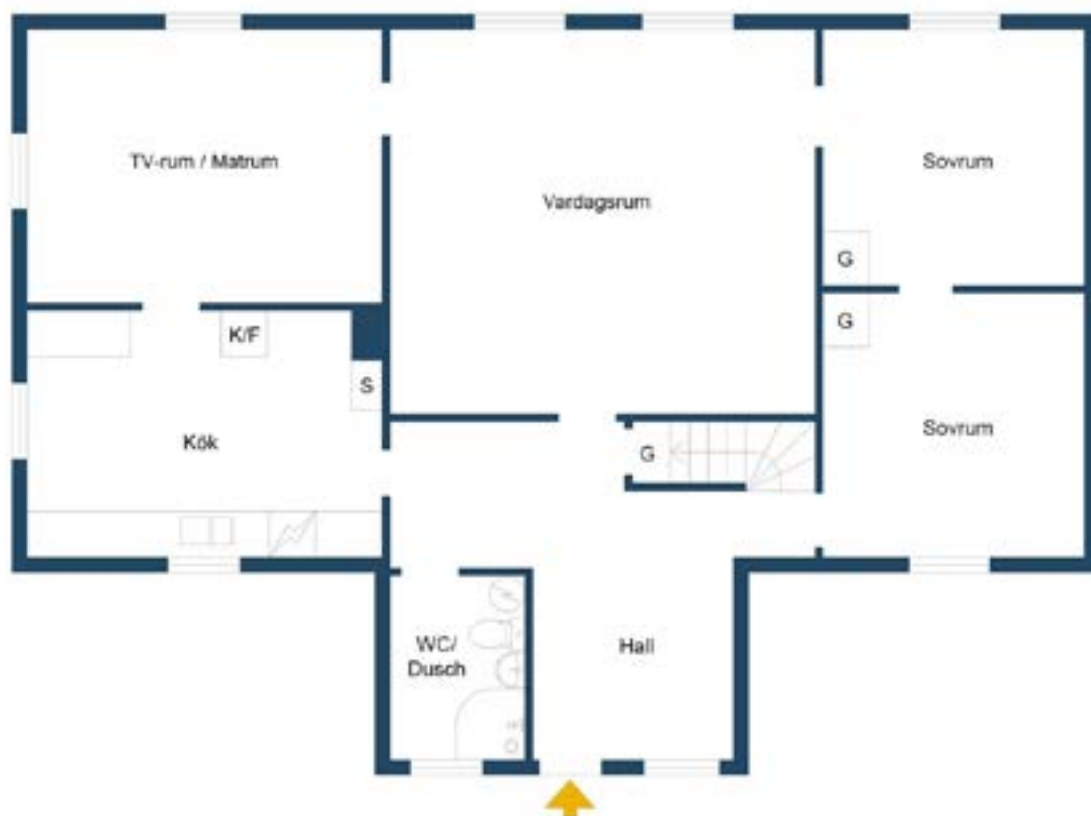 TV-rum / Matrum
Vardagsrum
Sovrum
G
G
K/F
S
Kök
G
Sovrum
WC/
Dusch
Hall